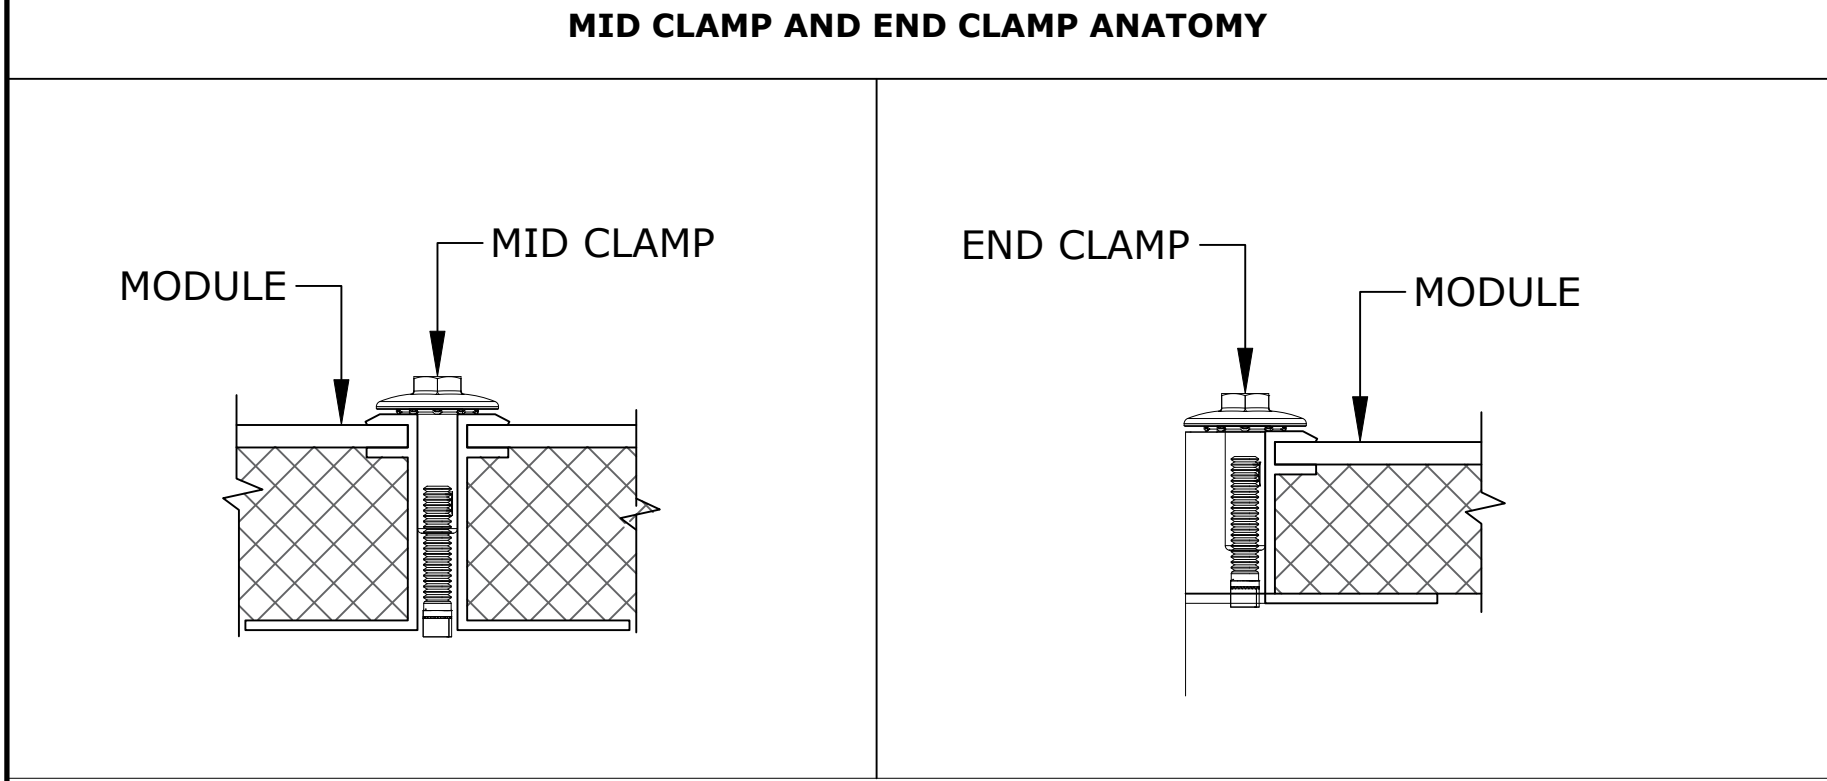 MID CLAMP AND END CLAMP ANATOMY
MID CLAMP
MODULE
END CLAMP
MODULE